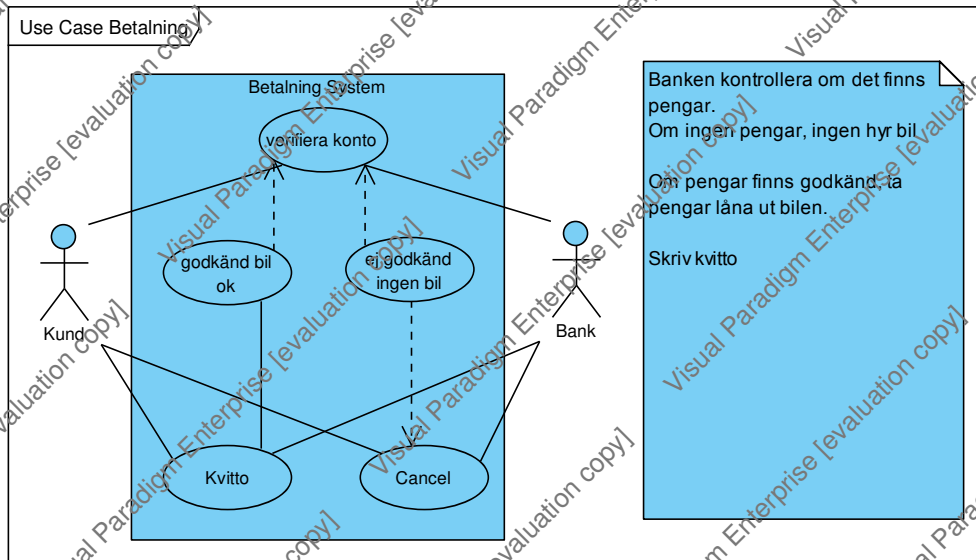 Use Case Betalning
Betalning System
verifiera konto
godkänd bil
ok
ej godkänd
ingen bil
Kund
Bank
Kvitto
Cancel
Banken kontrollera om det finns
pengar.
Om ingen pengar, ingen hyr bil
Om pengar finns godkänd, ta
pengar låna ut bilen.
Skriv kvitto
Visual Paradigm Enterprise [evaluation copy]